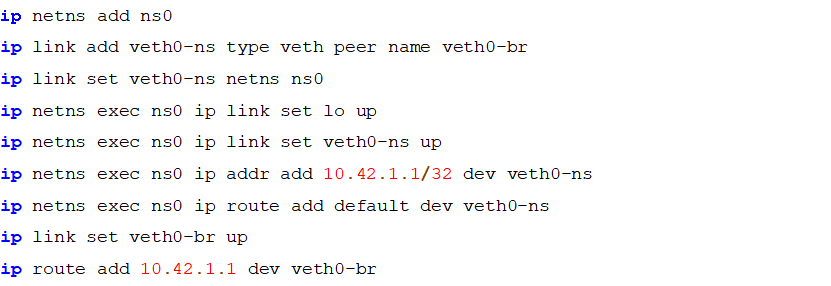 ip netns add ns0
ip link add veth0-ns type veth peer name veth0-br
ip link set veth0-ns netns ns0
ip netns exec ns0 ip link set lo up
ip netns exec ns0 ip link set veth0-ns up
ip netns exec ns0 ip addr add 10.42.1.1/32 dev veth0-ns
ip netns exec ns0 ip route add default dev veth0-ns
ip link set veth0-br up
ip route add 10.42.1.1 dev veth0-br